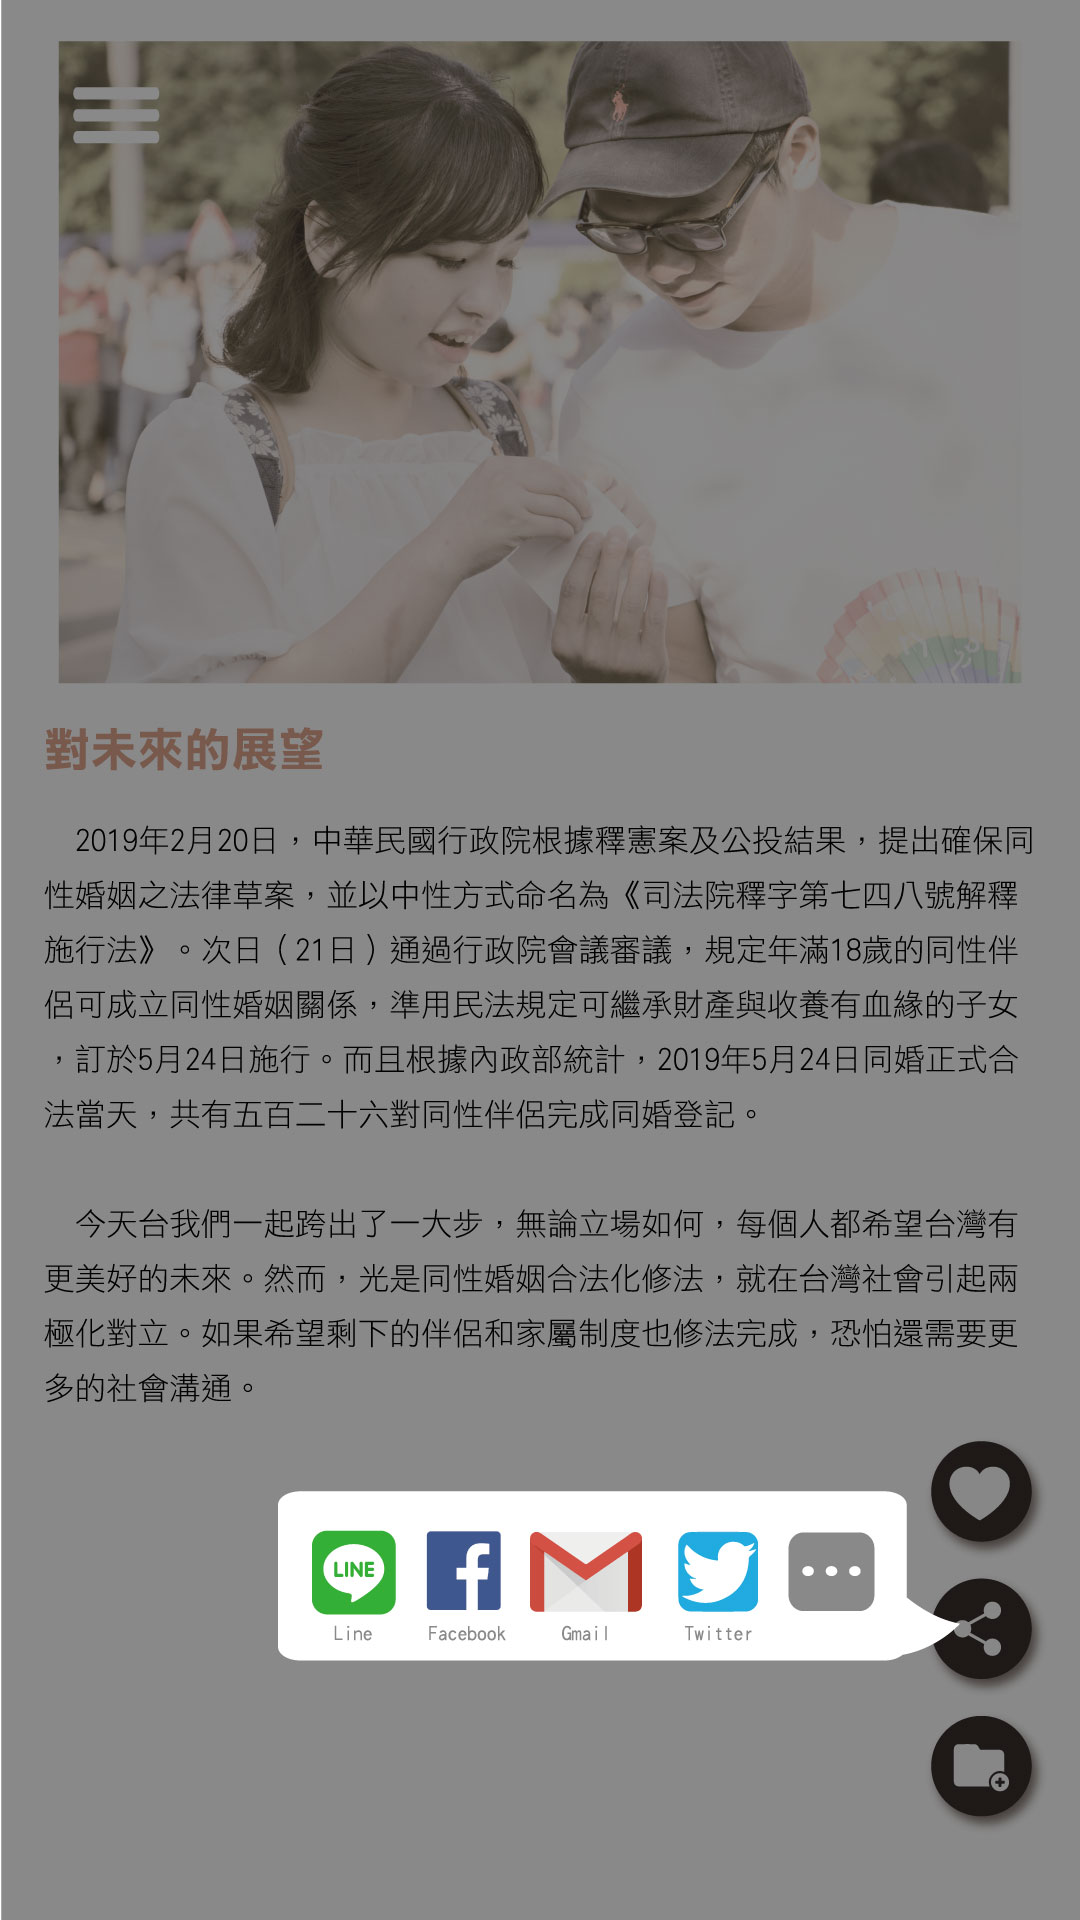 對未來的展望
2019年2月20日，中華民國行政院根據釋憲案及公投結果，提出確保同
性婚姻之法律草案，並以中性方式命名為《司法院釋字第七四八號解釋
施行法》。次日（21日）通過行政院會議審議，規定年滿18歲的同性伴
侶可成立同性婚姻關係，準用民法規定可繼承財產與收養有血緣的子女
，訂於5月24日施行。而且根據內政部統計，2019年5月24日同婚正式合
法當天，共有五百二十六對同性伴侶完成同婚登記。
今天台我們一起跨出了一大步，無論立場如何，每個人都希望台灣有
更美好的未來。然而，光是同性婚姻合法化修法，就在台灣社會引起兩
極化對立。如果希望剩下的伴侶和家屬制度也修法完成，恐怕還需要更
多的社會溝通。
LINE
Line Facebook Gmail Twitter